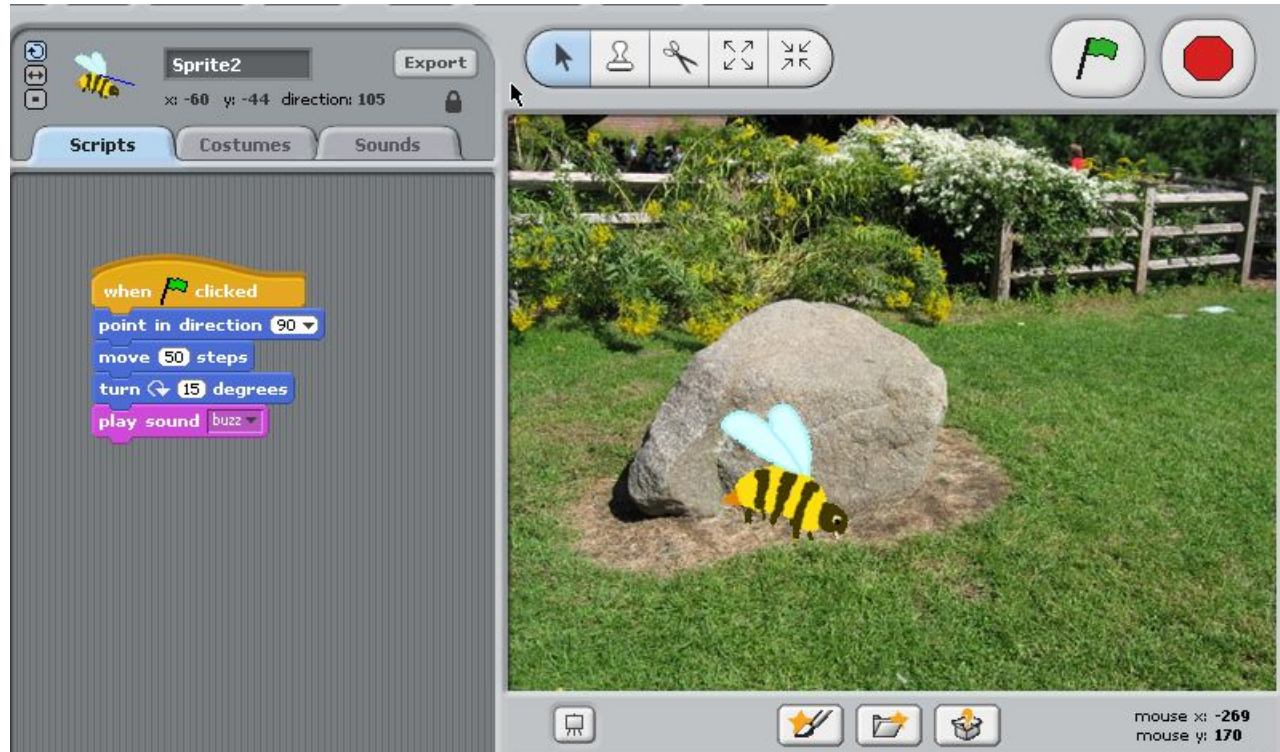 Sprite2
Export
x: -60 y: -44 direction: 105
Scripts
Costumes
Sounds
when clicked
point in direction 90
move 50 steps
turn 15 degrees
play sound buzz
mouse x: -269
mouse y: 170